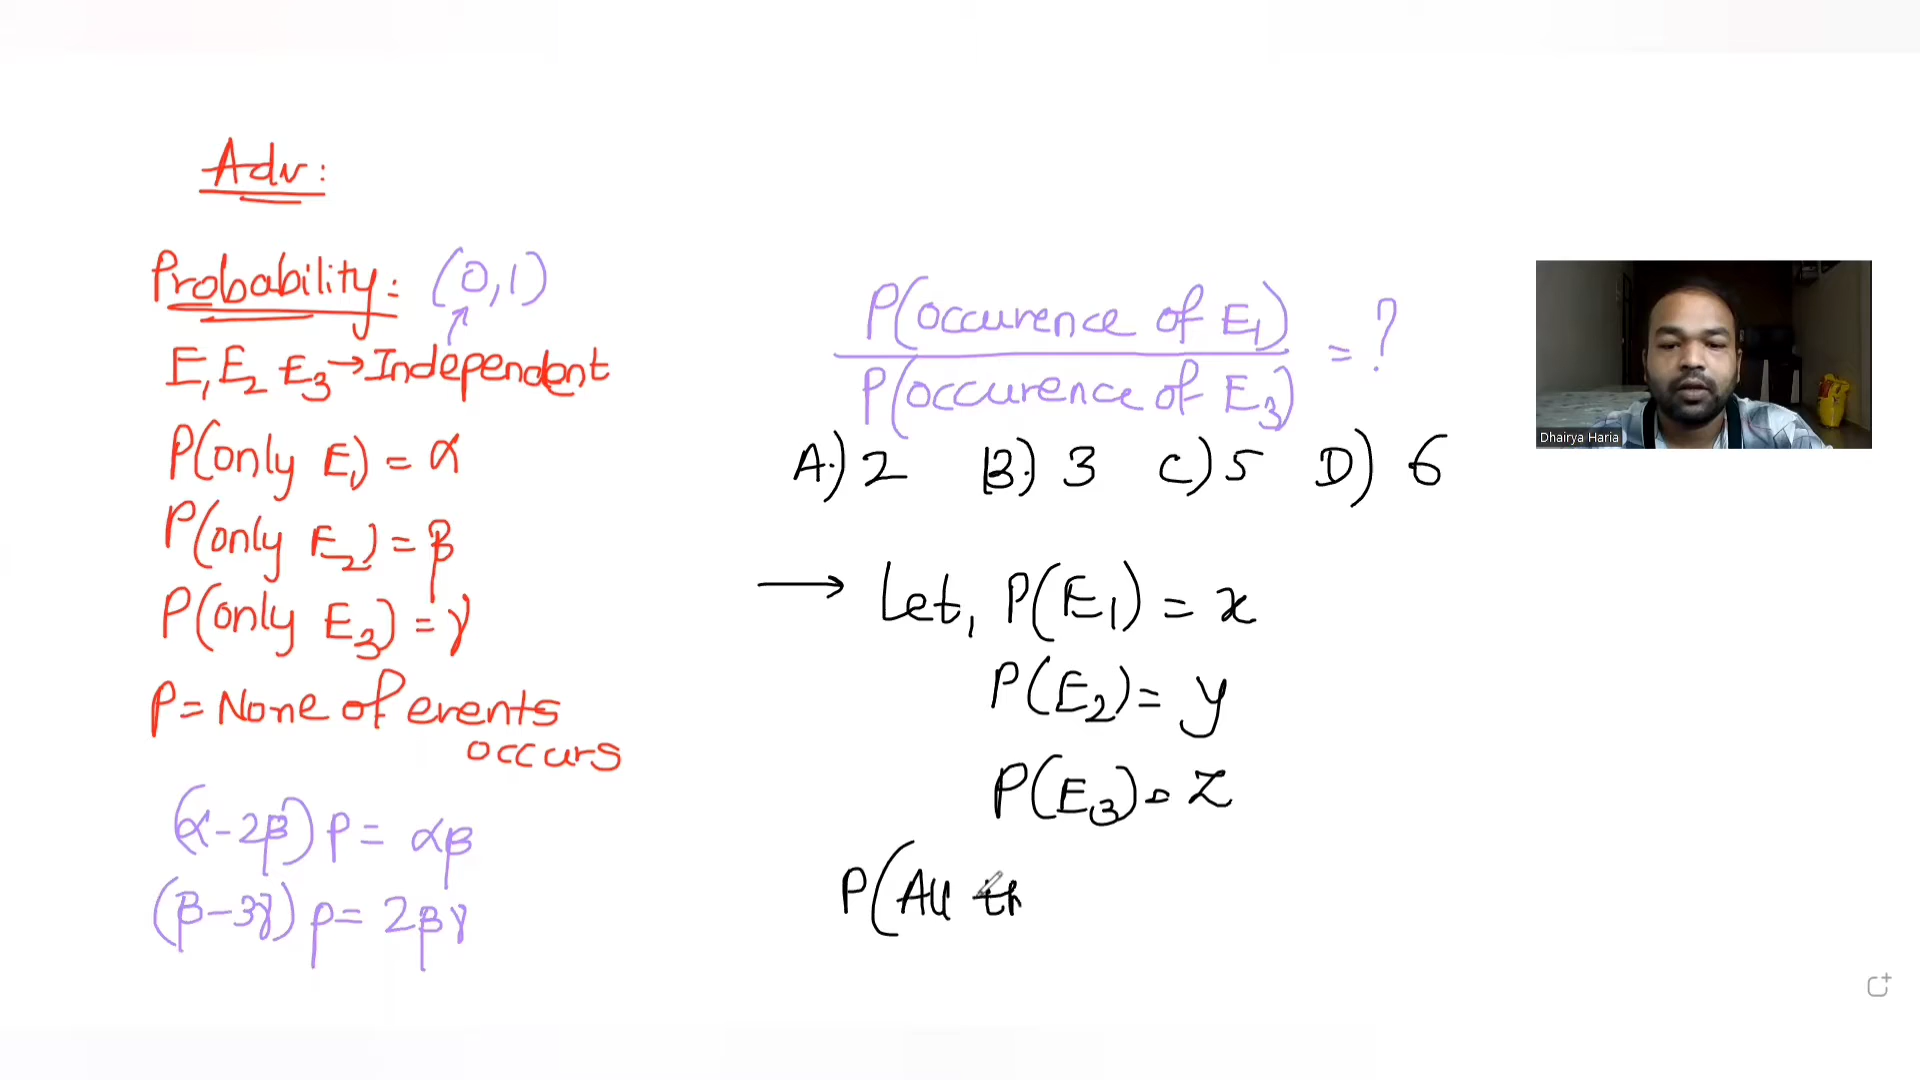 Adv:
Probability: (0,1)
E1, E2 E3 → Independent
P(only E1) = α
P(only E2) = β
P(only E3) = γ
P = None of events
occurs
(α - 2β) p = αβ
(β - 3γ) p = 2βγ
P(occurence of E1)
P(occurence of E3)
= ?
A.) 2 B.) 3 C.) 5 D) 6
→ Let, P(E1) = x
P(E2) = y
P(E3) = z
P(All th
Dhairya Haria